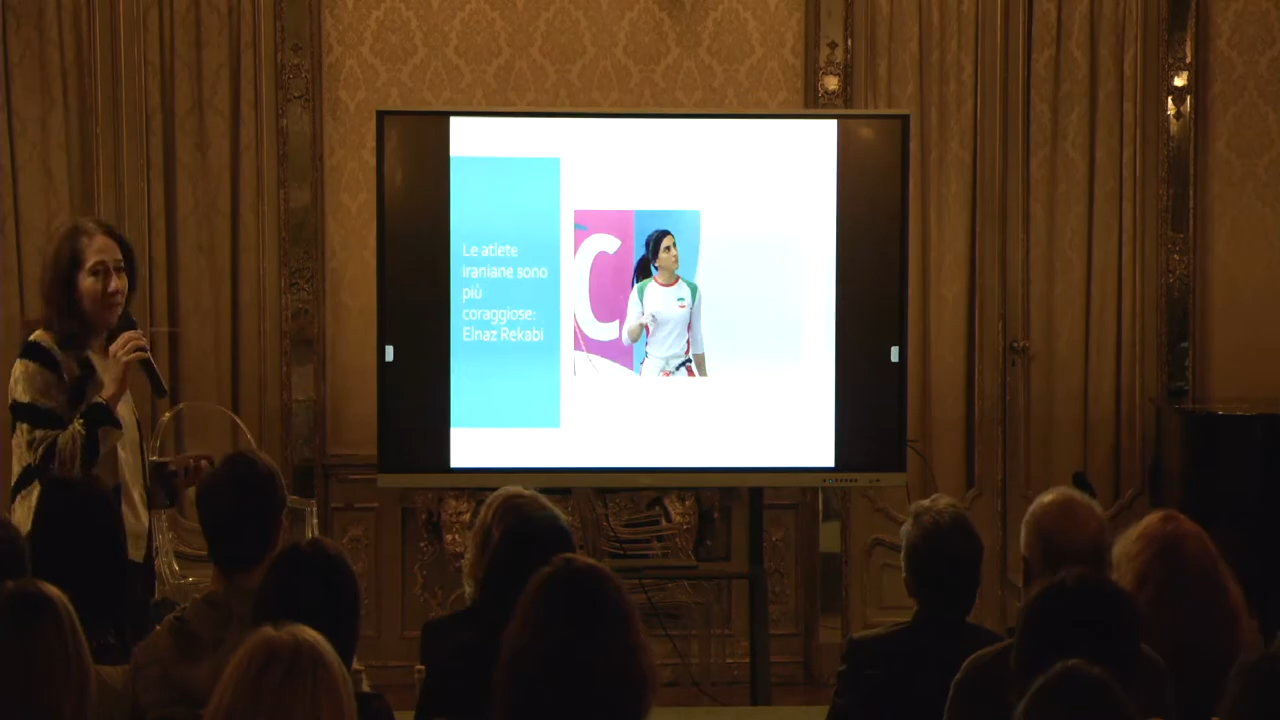 Le atlete
iraniane sono
più
coraggiose:
Elnaz Rekabi
C